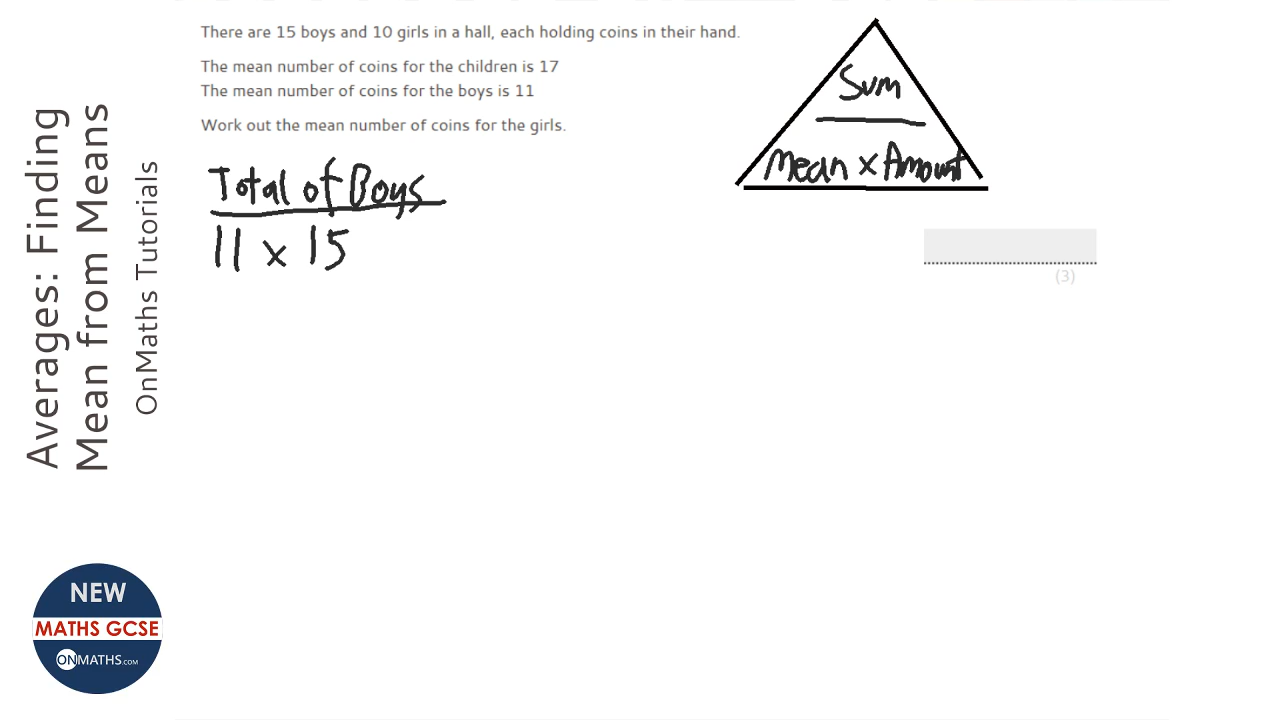 There are 15 boys and 10 girls in a hall, each holding coins in their hand.
The mean number of coins for the children is 17
The mean number of coins for the boys is 11
Work out the mean number of coins for the girls.
Sum
Mean x Amount
Total of Boys
11 x 15
(3)
Averages: Finding
Mean from Means
OnMaths Tutorials
NEW
MATHS GCSE
ONMATHS.COM